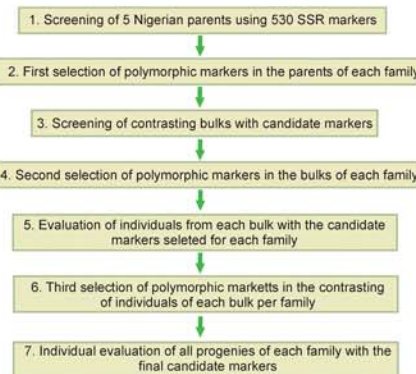 1. Screening of 5 Nigerian parents using 530 SSR markers
2. First selection of polymorphic markers in the parents of each family
3. Screening of contrasting bulks with candidate markers
4. Second selection of polymorphic markers in the bulks of each family
5. Evaluation of individuals from each bulk with the candidate
markers seleted for each family
6. Third selection of polymorphic marketts in the contrasting
of individuals of each bulk per family
7. Individual evaluation of all progenies of each family with the
final candidate markers